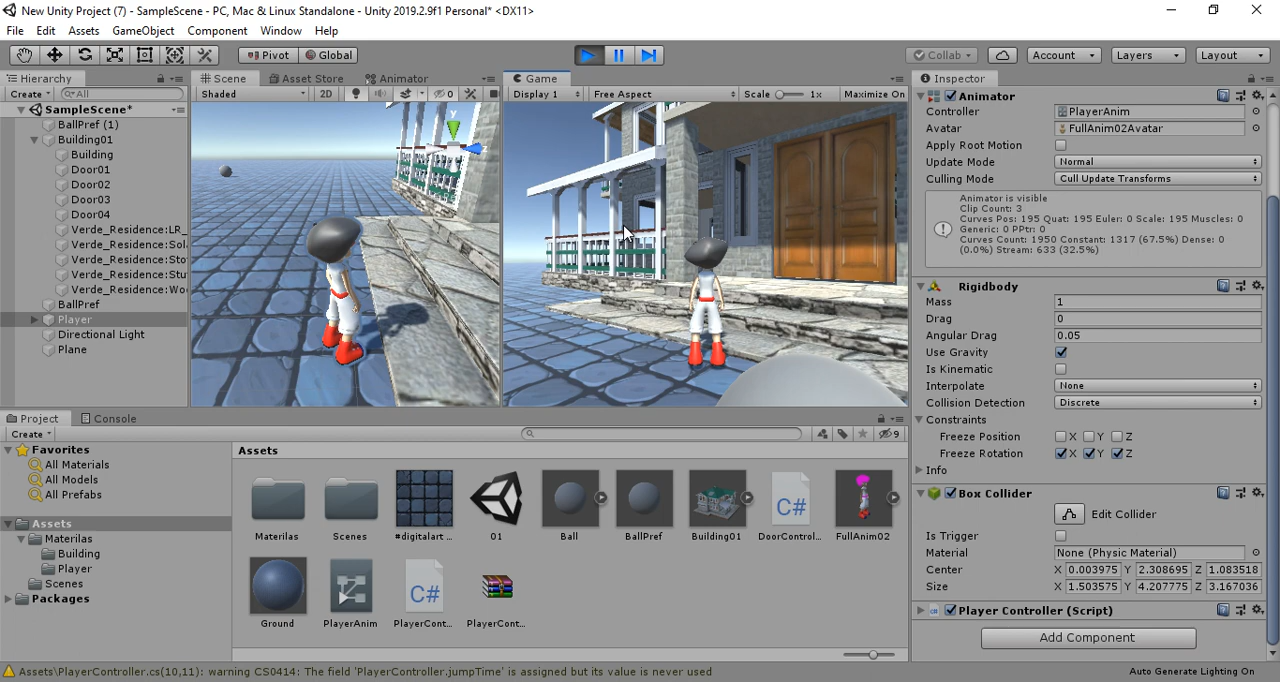 New Unity Project (7) - SampleScene - PC, Mac & Linux Standalone - Unity 2019.2.9f1 Personal* <DX11>
File Edit Assets GameObject Component Window Help
Pivot Global Collab Account Layers Layout
Hierarchy
Create All
SampleScene*
BallPref (1)
Building01
Building
Door01
Door02
Door03
Door04
Verde_Residence:LR_
Verde_Residence:Sol
Verde_Residence:Sto
Verde_Residence:Stu
Verde_Residence:Wo
BallPref
Player
Directional Light
Plane
Scene Asset Store Animator
Shaded 2D 0
Y
Game
Display 1 Free Aspect Scale 1x Maximize On
Inspector
Animator
Controller PlayerAnim
Avatar FullAnim02Avatar
Apply Root Motion
Update Mode Normal
Culling Mode Cull Update Transforms
Animator is visible
Clip Count: 3
Curves Pos: 195 Quat: 195 Euler: 0 Scale: 195 Muscles: 0
Generic: 0 PPtr: 0
Curves Count: 1950 Constant: 1317 (67.5%) Dense: 0
(0.0%) Stream: 633 (32.5%)
Rigidbody
Mass 1
Drag 0
Angular Drag 0.05
Use Gravity
Is Kinematic
Interpolate None
Collision Detection Discrete
Constraints
Freeze Position X Y Z
Freeze Rotation X Y Z
Info
Box Collider
Edit Collider
Is Trigger
Material None (Physic Material)
Center X 0.003975 Y 2.308695 Z 1.083518
Size X 1.503575 Y 4.207775 Z 3.167036
Player Controller (Script)
Add Component
Project Console
Create 9
Favorites
All Materials
All Models
All Prefabs
Assets
Materilas
Building
Player
Scenes
Packages
Assets
Materilas Scenes #digitalart ... 01 Ball BallPref Building01 DoorControl... FullAnim02
C#
Ground PlayerAnim PlayerCont... PlayerCont...
C#
Assets\PlayerController.cs(10,11): warning CS0414: The field 'PlayerController.jumpTime' is assigned but its value is never used
Auto Generate Lighting On